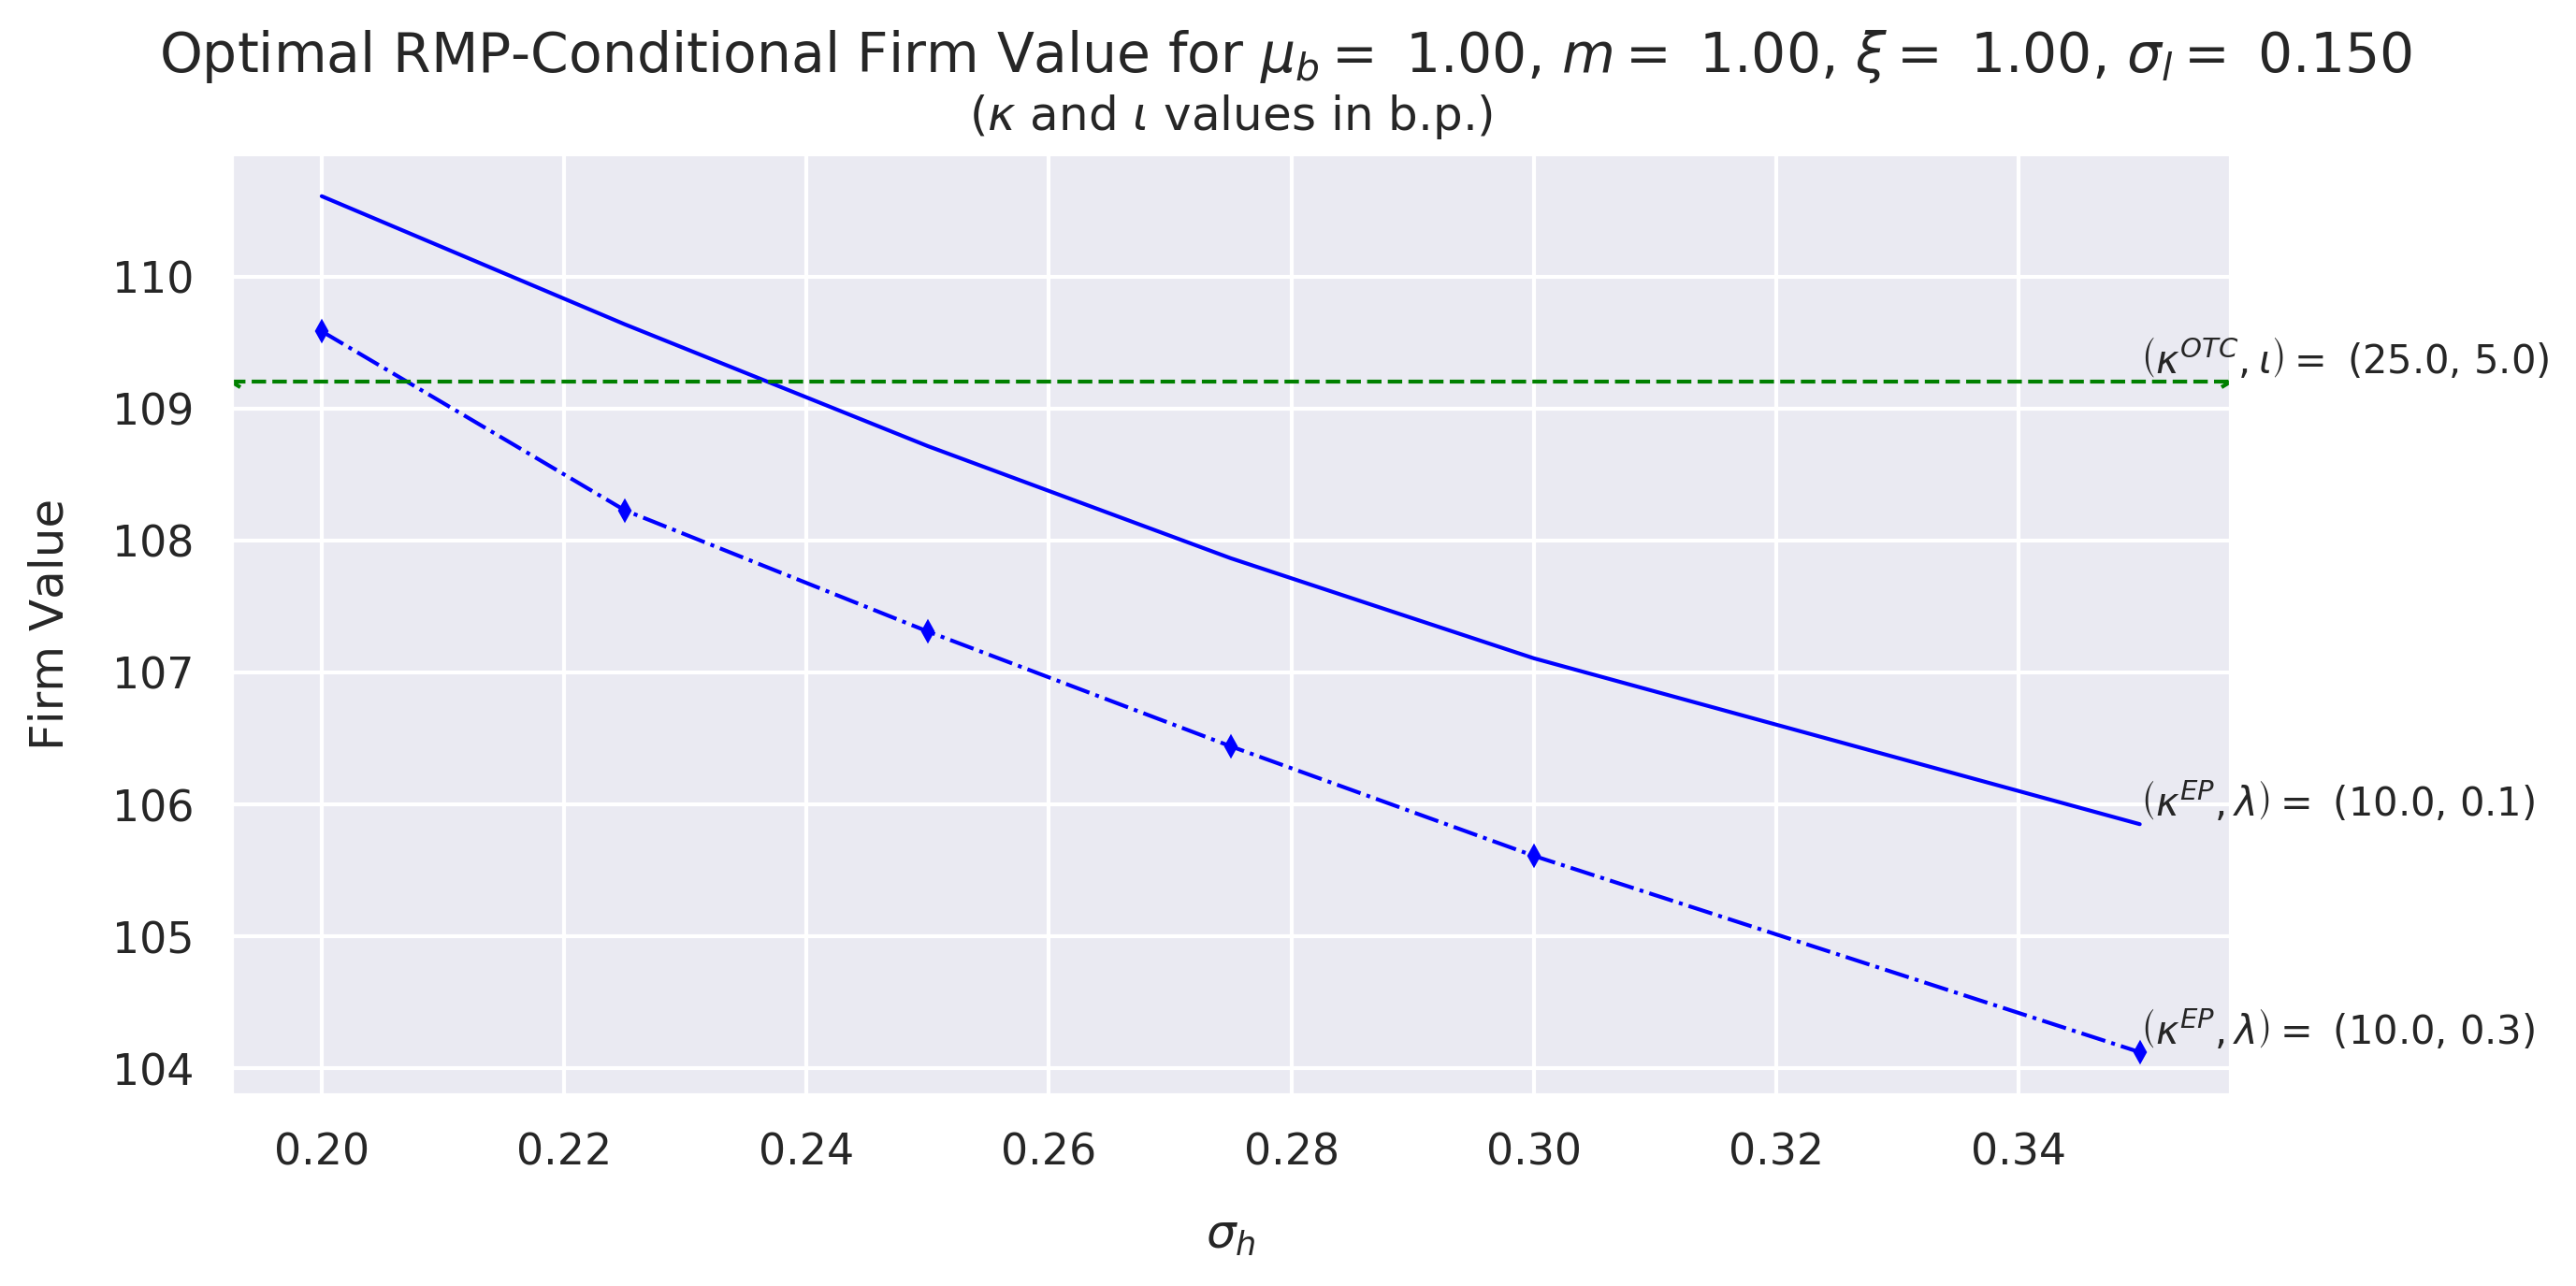 Optimal RMP-Conditional Firm Value for μ_b = 1.00, m = 1.00, ξ = 1.00, σ_l = 0.150
(κ and ι values in b.p.)
Firm Value
110
109
108
107
106
105
104
(κ^{OTC}, ι) = (25.0, 5.0)
(κ^{EP}, λ) = (10.0, 0.1)
(κ^{EP}, λ) = (10.0, 0.3)
0.20 0.22 0.24 0.26 0.28 0.30 0.32 0.34
σ_h